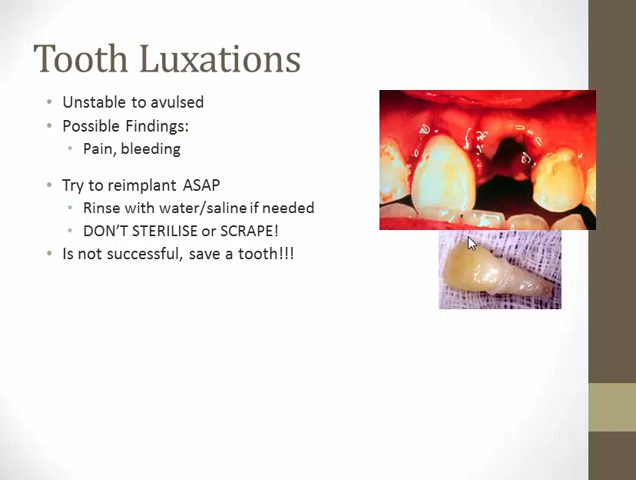 Tooth Luxations
• Unstable to avulsed
• Possible Findings:
• Pain, bleeding
• Try to reimplant ASAP
• Rinse with water/saline if needed
• DON'T STERILISE or SCRAPE!
• Is not successful, save a tooth!!!